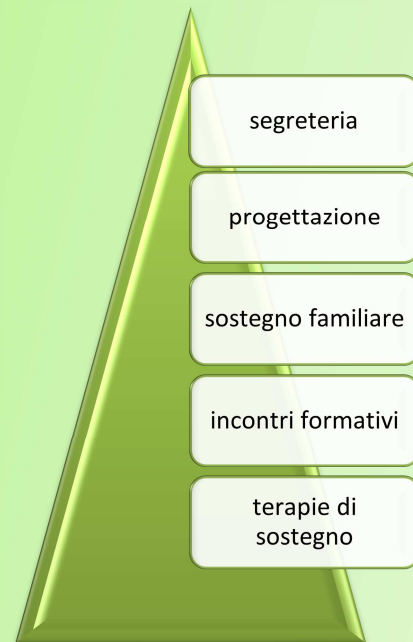 segreteria
progettazione
sostegno familiare
incontri formativi
terapie di
sostegno